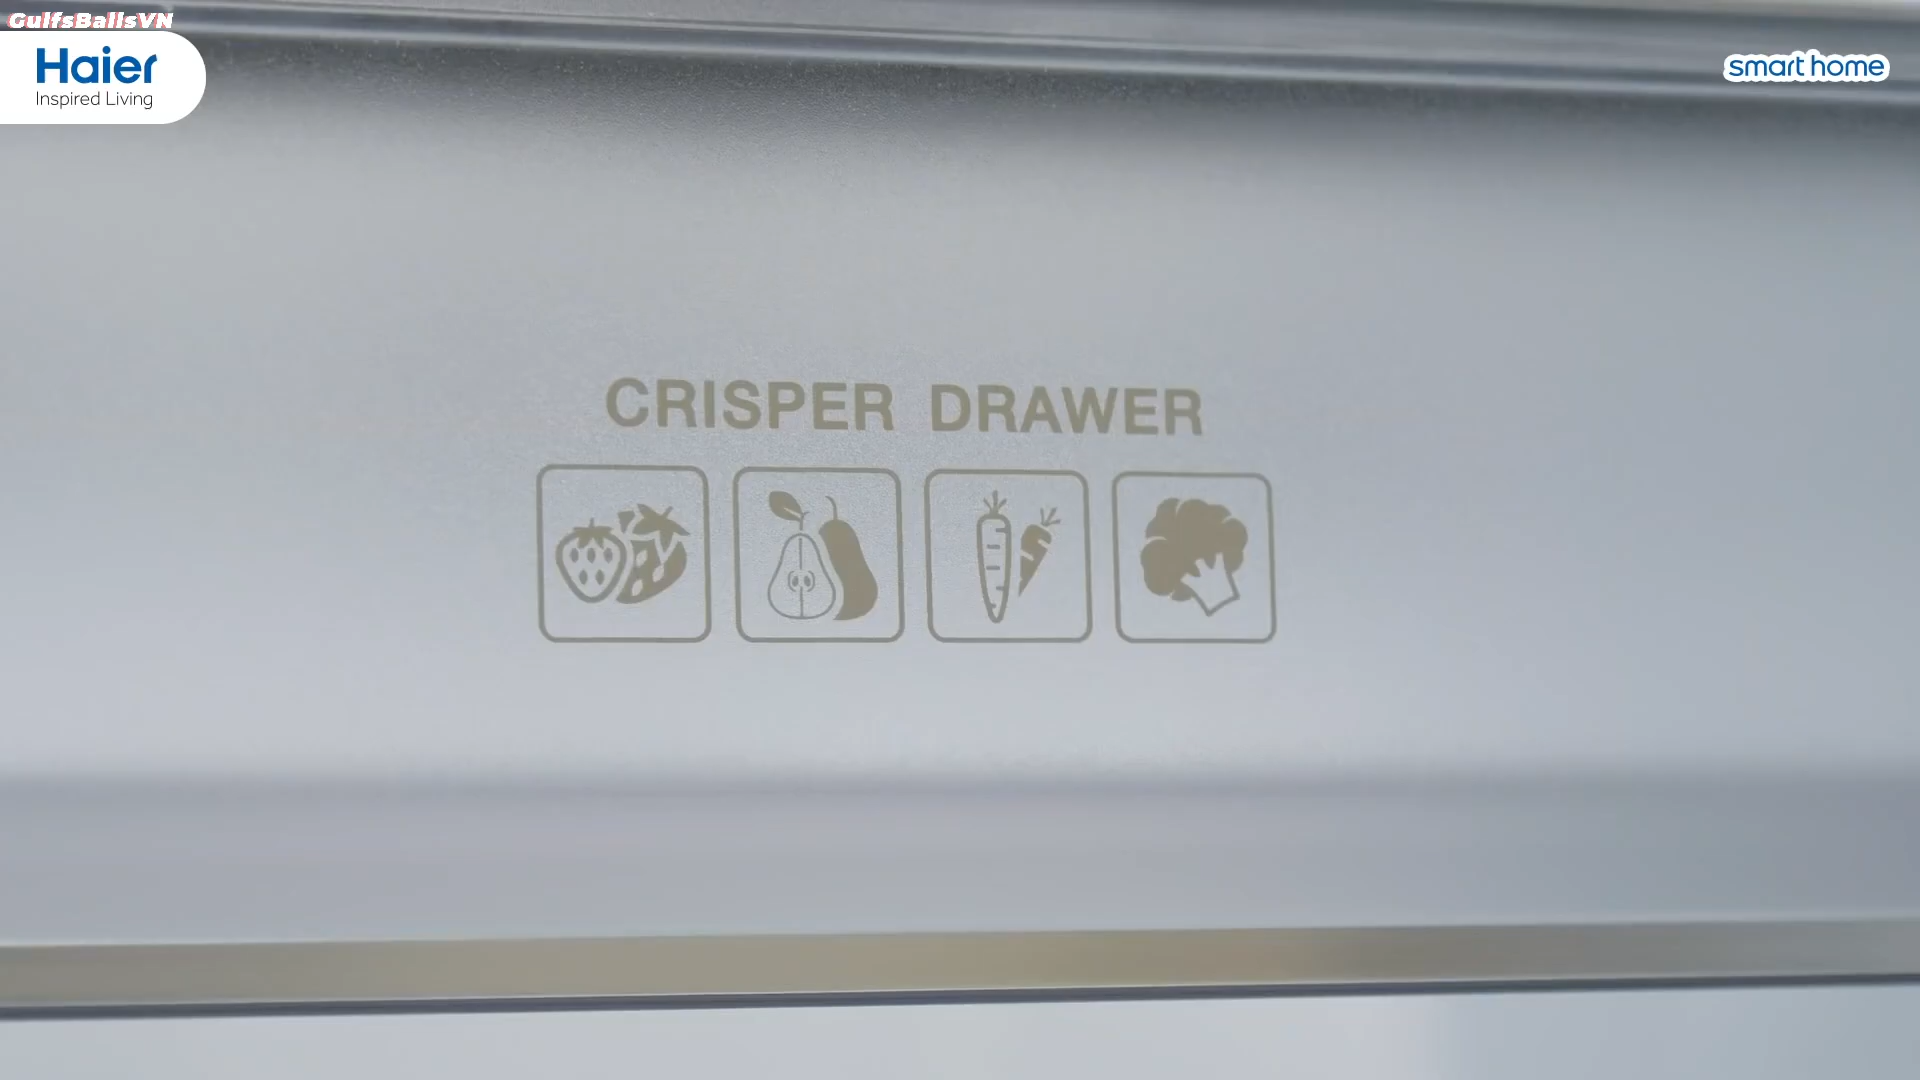 GulfsBallsVN
Haier
Inspired Living
smart home
CRISPER DRAWER